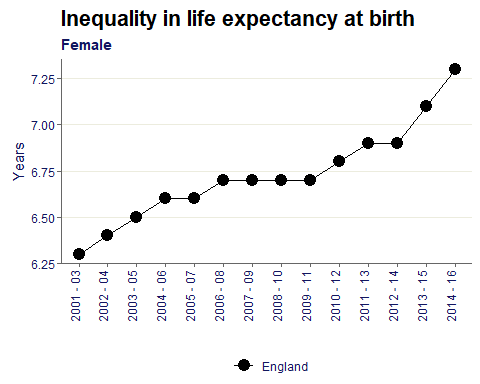 Inequality in life expectancy at birth
Female
Years
7.25
7.00
6.75
6.50
6.25
2001 - 03
2002 - 04
2003 - 05
2004 - 06
2005 - 07
2006 - 08
2007 - 09
2008 - 10
2009 - 11
2010 - 12
2011 - 13
2012 - 14
2013 - 15
2014 - 16
England